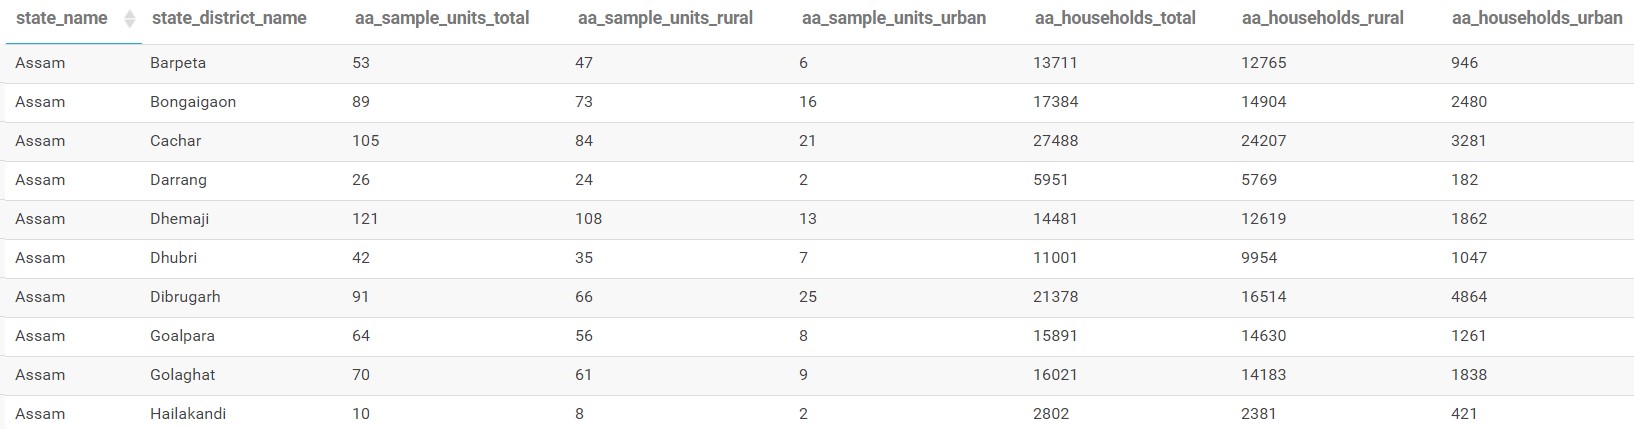 state_name state_district_name aa_sample_units_total aa_sample_units_rural aa_sample_units_urban aa_households_total aa_households_rural aa_households_urban
Assam Barpeta 53 47 6 13711 12765 946
Assam Bongaigaon 89 73 16 17384 14904 2480
Assam Cachar 105 84 21 27488 24207 3281
Assam Darrang 26 24 2 5951 5769 182
Assam Dhemaji 121 108 13 14481 12619 1862
Assam Dhubri 42 35 7 11001 9954 1047
Assam Dibrugarh 91 66 25 21378 16514 4864
Assam Goalpara 64 56 8 15891 14630 1261
Assam Golaghat 70 61 9 16021 14183 1838
Assam Hailakandi 10 8 2 2802 2381 421